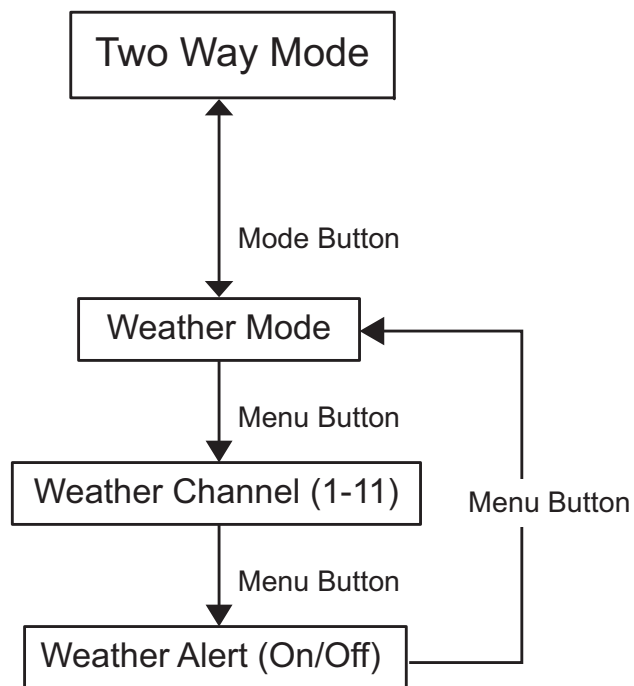 Two Way Mode
Mode Button
Weather Mode
Menu Button
Weather Channel (1-11)
Menu Button
Menu Button
Weather Alert (On/Off)